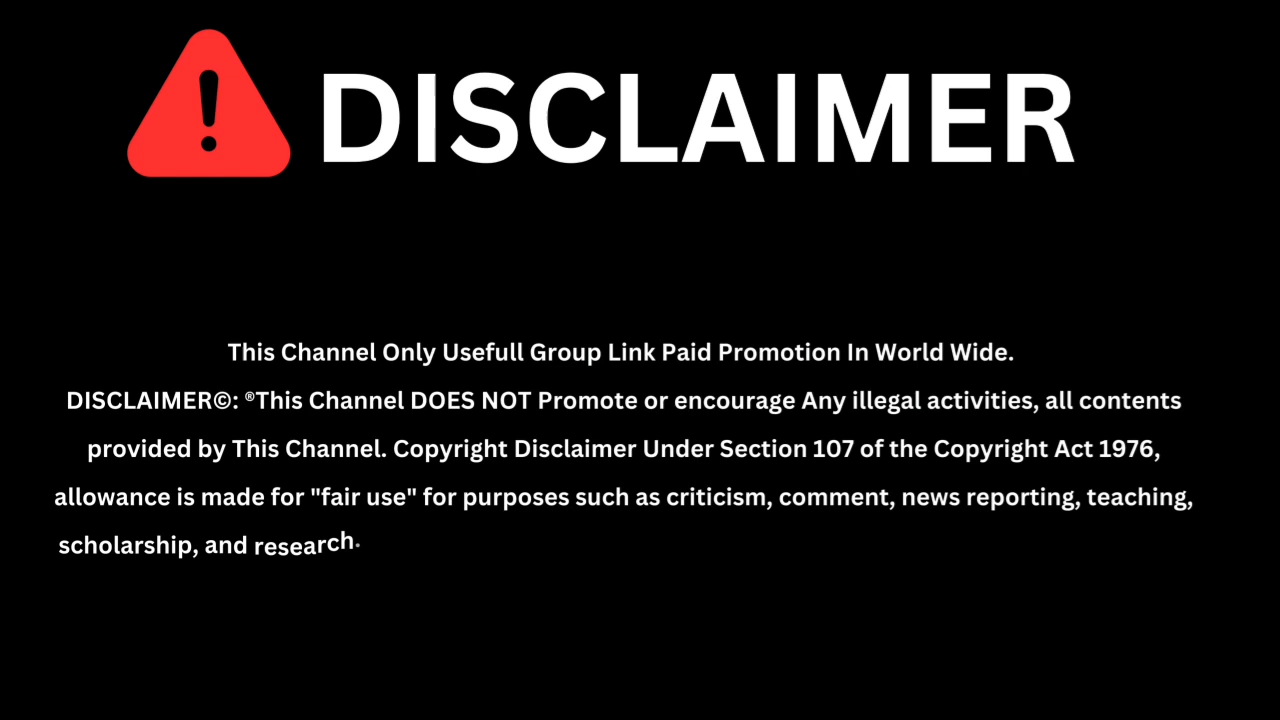 DISCLAIMER
This Channel Only Usefull Group Link Paid Promotion In World Wide.
DISCLAIMER©: ®This Channel DOES NOT Promote or encourage Any illegal activities, all contents
provided by This Channel. Copyright Disclaimer Under Section 107 of the Copyright Act 1976,
allowance is made for "fair use" for purposes such as criticism, comment, news reporting, teaching,
scholarship, and research.